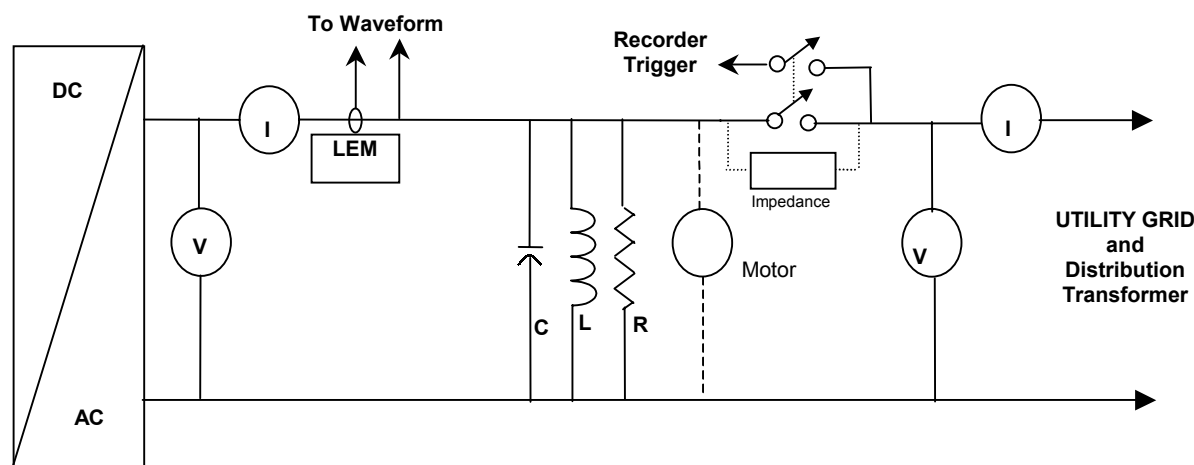 To Waveform
Recorder
Trigger
DC
I
LEM
I
Impedance
V
V
UTILITY GRID
and
Distribution
Transformer
Motor
C
L
R
AC